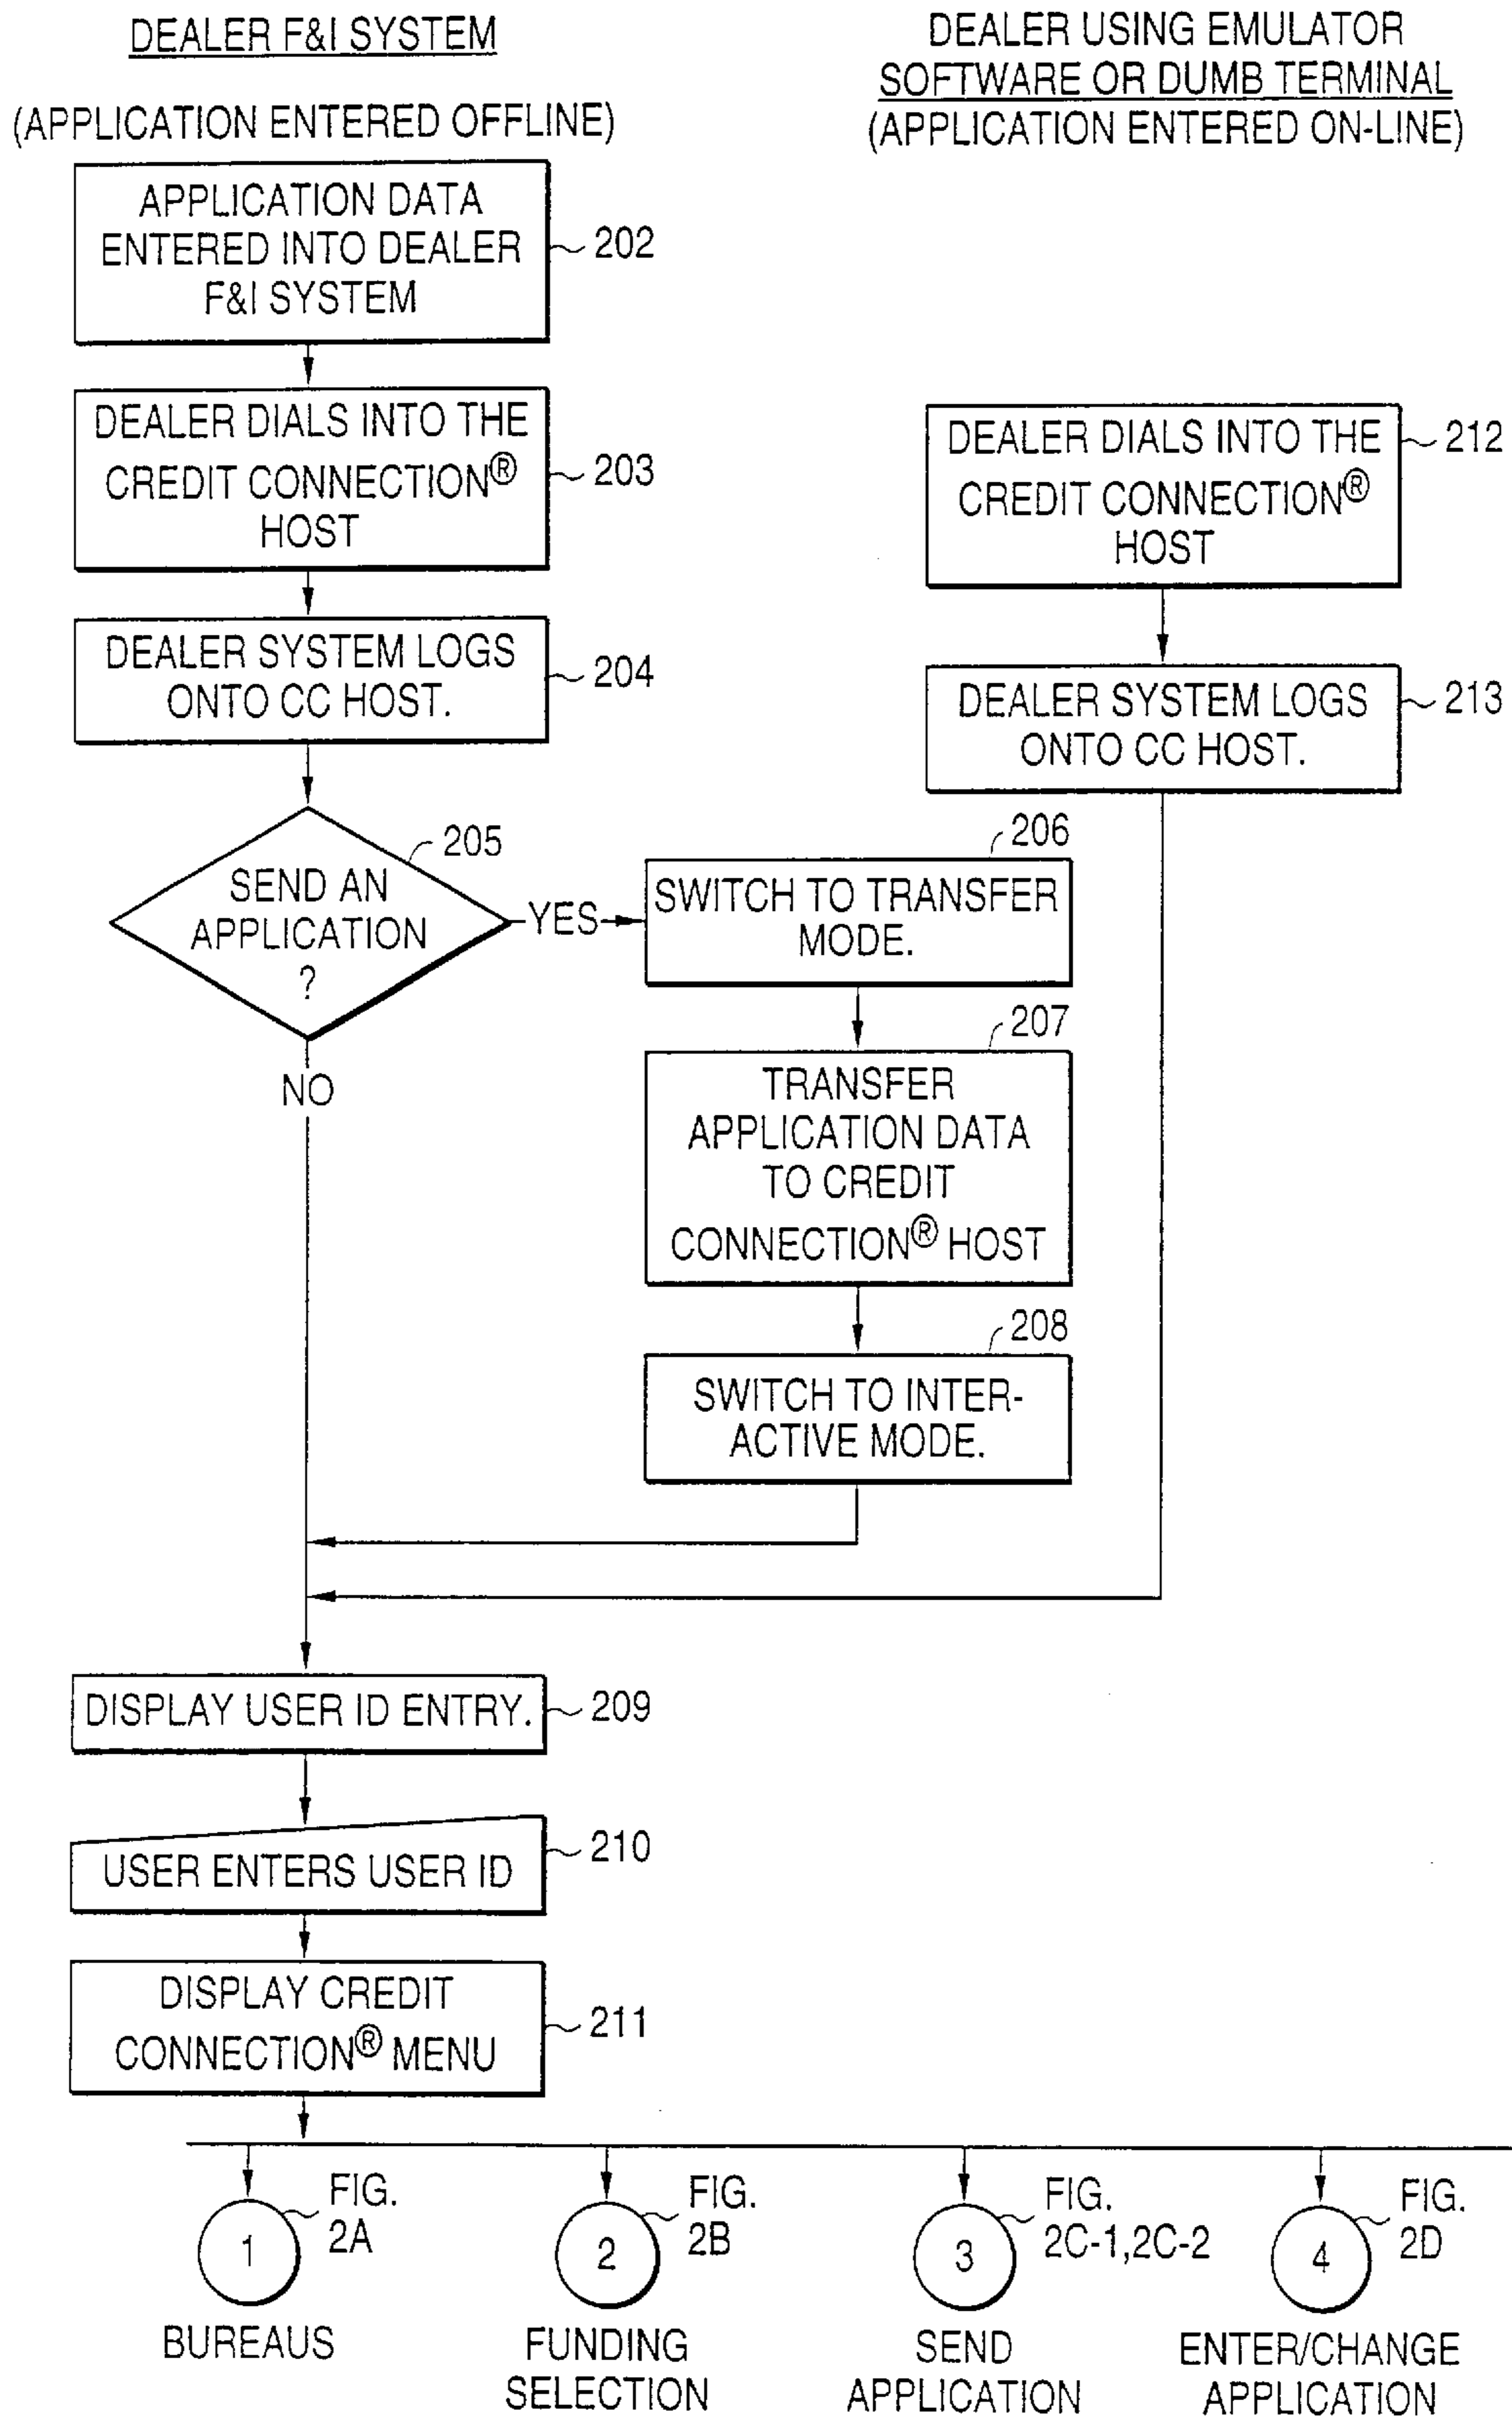 DEALER F&I SYSTEM
(APPLICATION ENTERED OFFLINE)
DEALER USING EMULATOR
SOFTWARE OR DUMB TERMINAL
(APPLICATION ENTERED ON-LINE)
APPLICATION DATA
ENTERED INTO DEALER
F&I SYSTEM
202
DEALER DIALS INTO THE
CREDIT CONNECTION®
HOST
203
DEALER SYSTEM LOGS
ONTO CC HOST.
204
DEALER DIALS INTO THE
CREDIT CONNECTION®
HOST
212
DEALER SYSTEM LOGS
ONTO CC HOST.
213
SEND AN
APPLICATION
?
205
YES
NO
206
SWITCH TO TRANSFER
MODE.
207
TRANSFER
APPLICATION DATA
TO CREDIT
CONNECTION® HOST
208
SWITCH TO INTER-
ACTIVE MODE.
DISPLAY USER ID ENTRY.
209
USER ENTERS USER ID
210
DISPLAY CREDIT
CONNECTION® MENU
211
1
FIG.
2A
BUREAUS
2
FIG.
2B
FUNDING
SELECTION
3
FIG.
2C-1,2C-2
SEND
APPLICATION
4
FIG.
2D
ENTER/CHANGE
APPLICATION